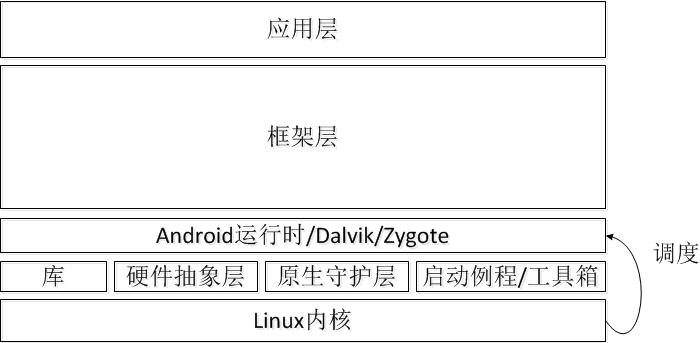 应用层
框架层
Android运行时/Dalvik/Zygote
调度
库
硬件抽象层
原生守护层
启动例程/工具箱
Linux内核